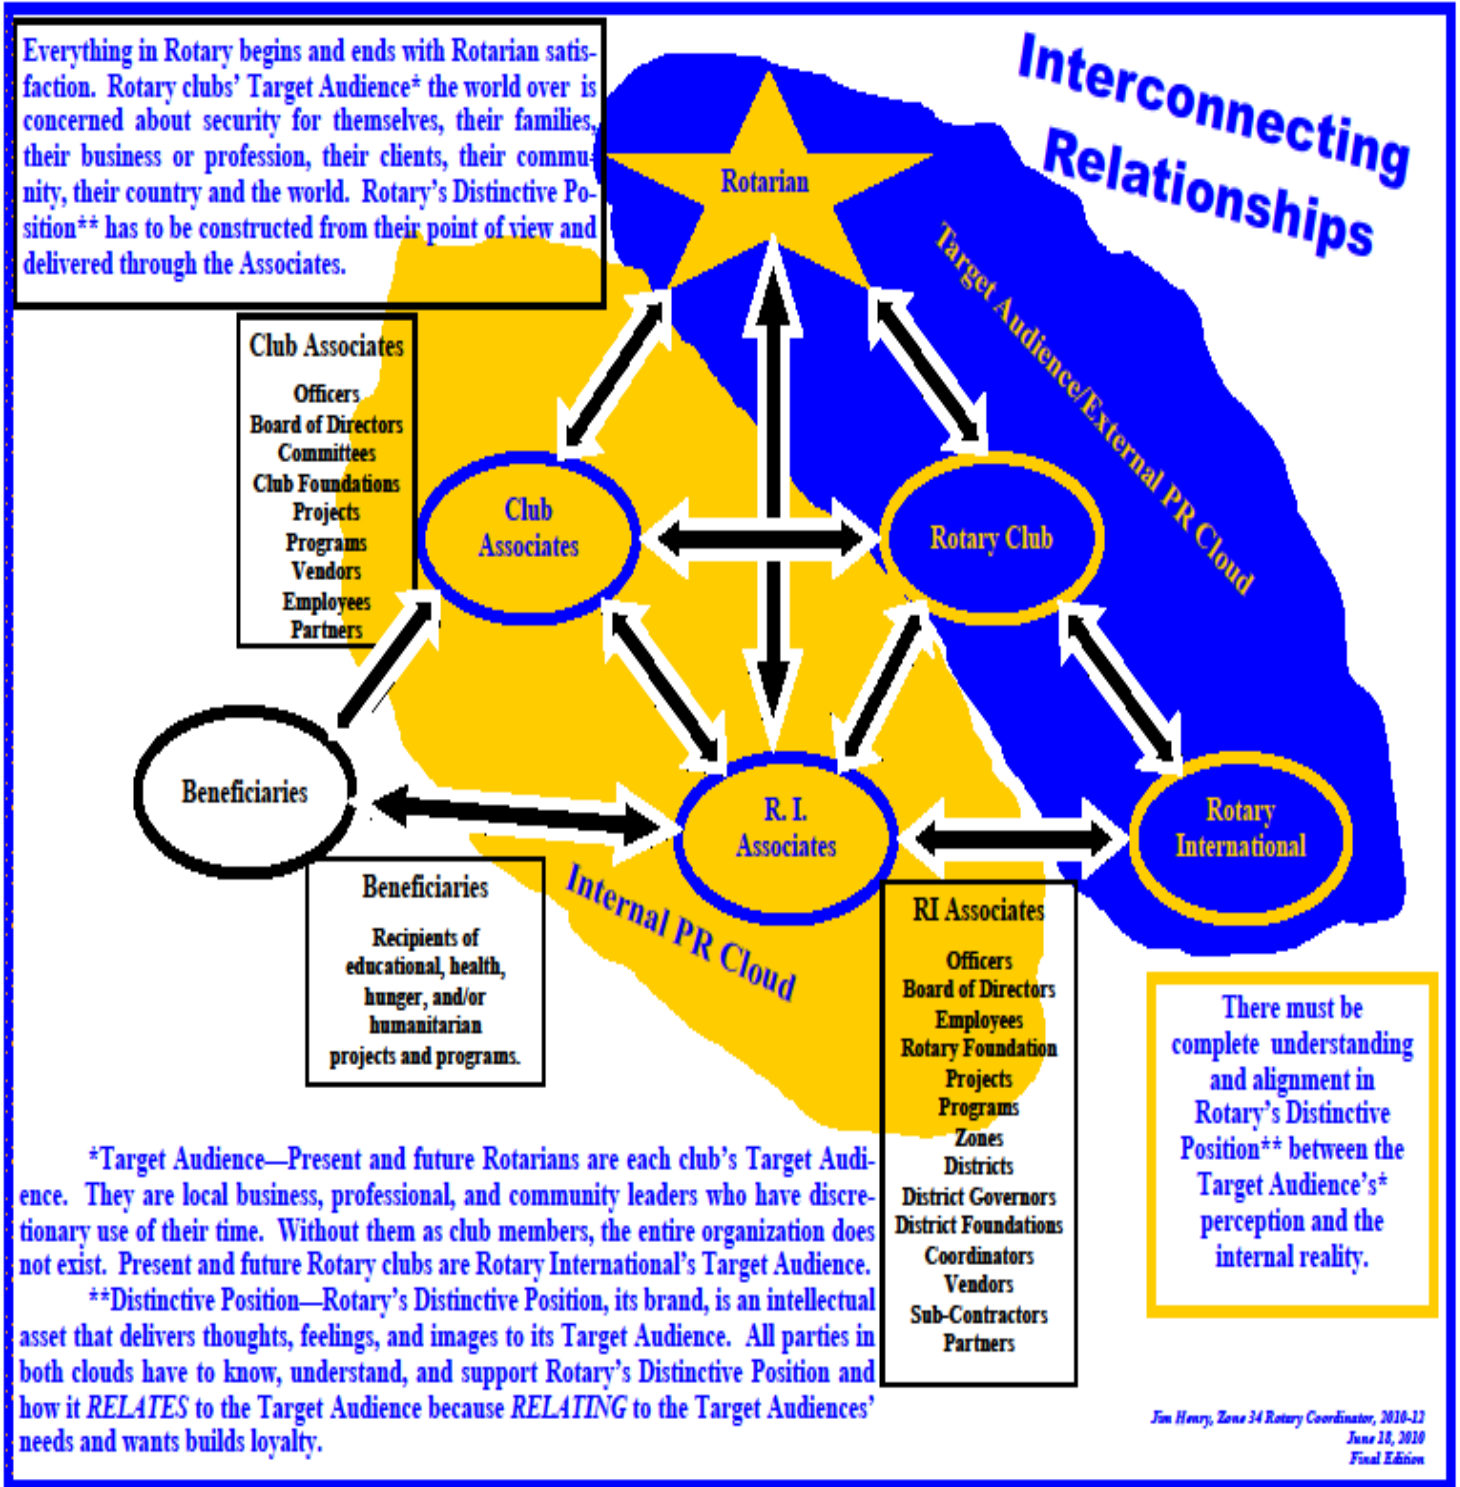 Everything in Rotary begins and ends with Rotarian satis-
faction. Rotary clubs' Target Audience* the world over is
concerned about security for themselves, their families,
their business or profession, their clients, their commu-
nity, their country and the world. Rotary's Distinctive Po-
sition** has to be constructed from their point of view and
delivered through the Associates.
Interconnecting
Relationships
Rotarian
Target Audience/External PR Cloud
Club Associates
Officers
Board of Directors
Committees
Club Foundations
Projects
Programs
Vendors
Employees
Partners
Club
Associates
Rotary Club
Beneficiaries
R. I.
Associates
Rotary
International
Beneficiaries
Recipients of
educational, health,
hunger, and/or
humanitarian
projects and programs.
Internal PR Cloud
RI Associates
Officers
Board of Directors
Employees
Rotary Foundation
Projects
Programs
Zones
Districts
District Governors
District Foundations
Coordinators
Vendors
Sub-Contractors
Partners
There must be
complete understanding
and alignment in
Rotary's Distinctive
Position** between the
Target Audience's*
perception and the
internal reality.
*Target Audience—Present and future Rotarians are each club's Target Audi-
ence. They are local business, professional, and community leaders who have discre-
tionary use of their time. Without them as club members, the entire organization does
not exist. Present and future Rotary clubs are Rotary International's Target Audience.
**Distinctive Position—Rotary's Distinctive Position, its brand, is an intellectual
asset that delivers thoughts, feelings, and images to its Target Audience. All parties in
both clouds have to know, understand, and support Rotary's Distinctive Position and
how it RELATES to the Target Audience because RELATING to the Target Audiences'
needs and wants builds loyalty.
Jim Henry, Zone 34 Rotary Coordinator, 2010-12
June 18, 2010
Final Edition